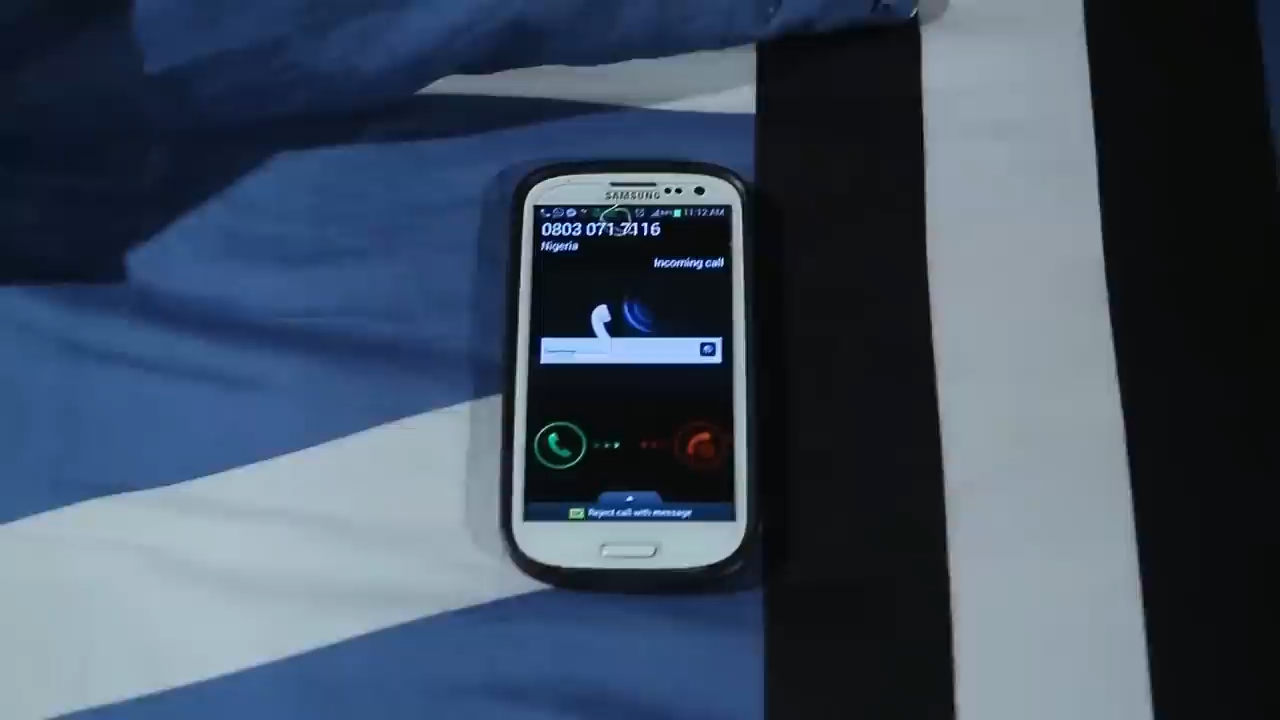 SAMSUNG
11:12 AM
0803 071 7116
Nigeria
Incoming call
Reject call with message